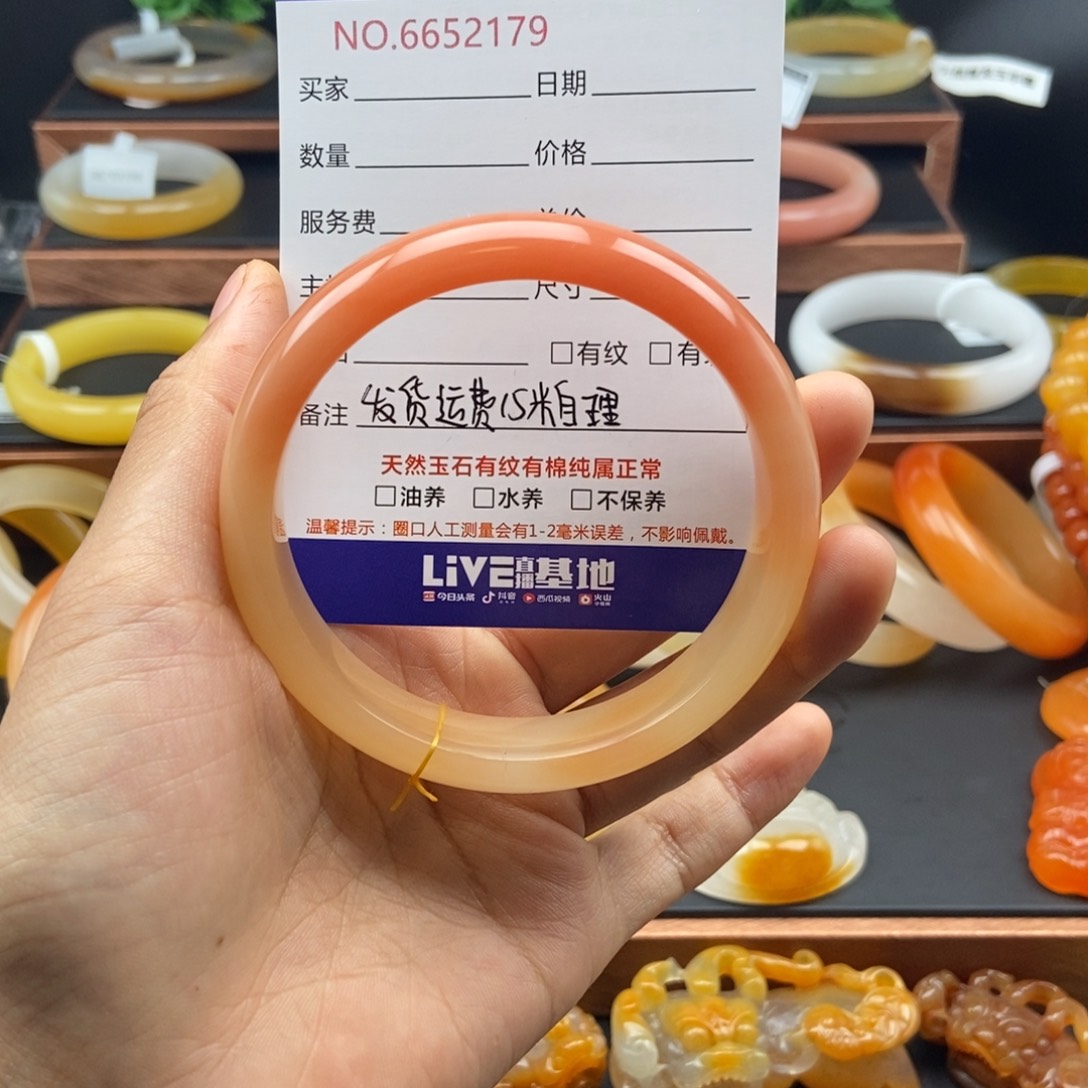 NO.6652179
买家 日期
数量 价格
服务费
尺寸
□有纹 □有
备注 发货运费15米自理
天然玉石有纹有棉纯属正常
□油养 □水养 □不保养
温馨提示：圈口人工测量会有1-2毫米误差，不影响佩戴。
LiVE直播基地
今日头条 抖音 西瓜视频 火山